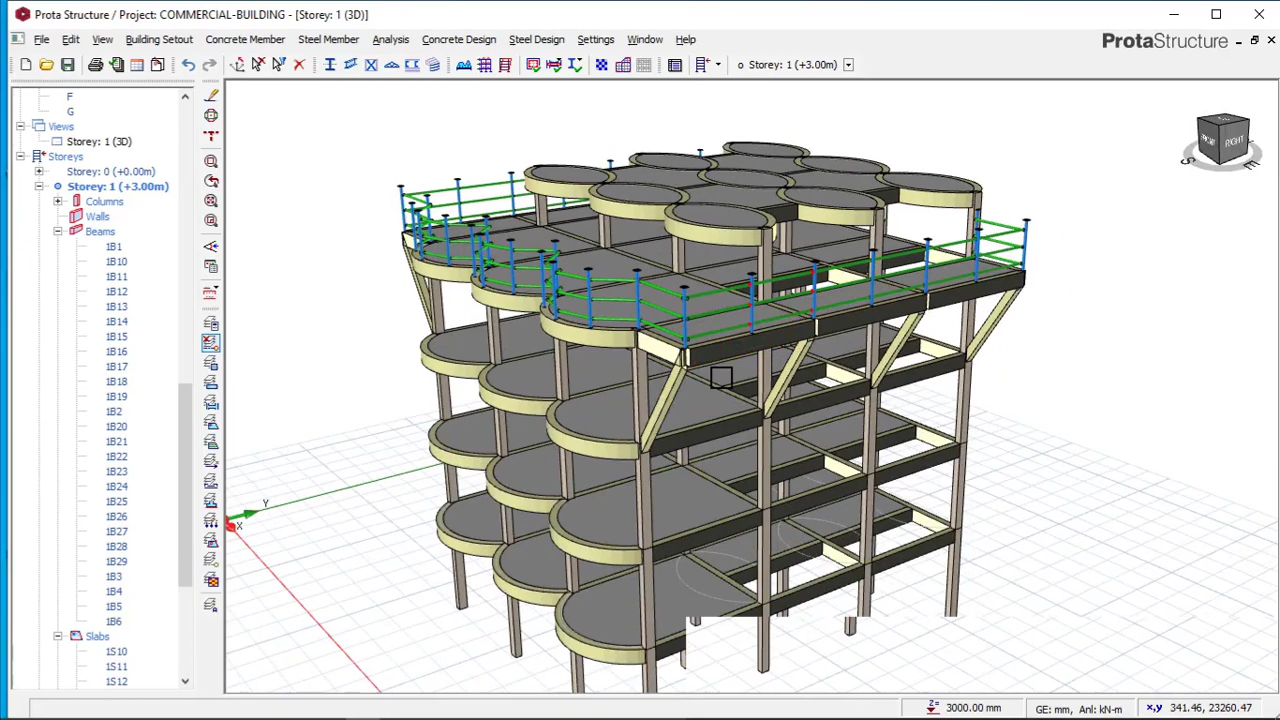 Prota Structure / Project: COMMERCIAL-BUILDING - [Storey: 1 (3D)]
File Edit View Building Setout Concrete Member Steel Member Analysis Concrete Design Steel Design Settings Window Help
ProtaStructure
o Storey: 1 (+3.00m)
F
G
Views
Storey: 1 (3D)
Storeys
Storey: 0 (+0.00m)
Storey: 1 (+3.00m)
Columns
Walls
Beams
1B1
1B10
1B11
1B12
1B13
1B14
1B15
1B16
1B17
1B18
1B19
1B2
1B20
1B21
1B22
1B23
1B24
1B25
1B26
1B27
1B28
1B29
1B3
1B4
1B5
1B6
Slabs
1S10
1S11
1S12
RIGHT
S
E
Y
X
Z= 3000.00 mm GE: mm, Anl: kN-m x,y 341.46, 23260.47